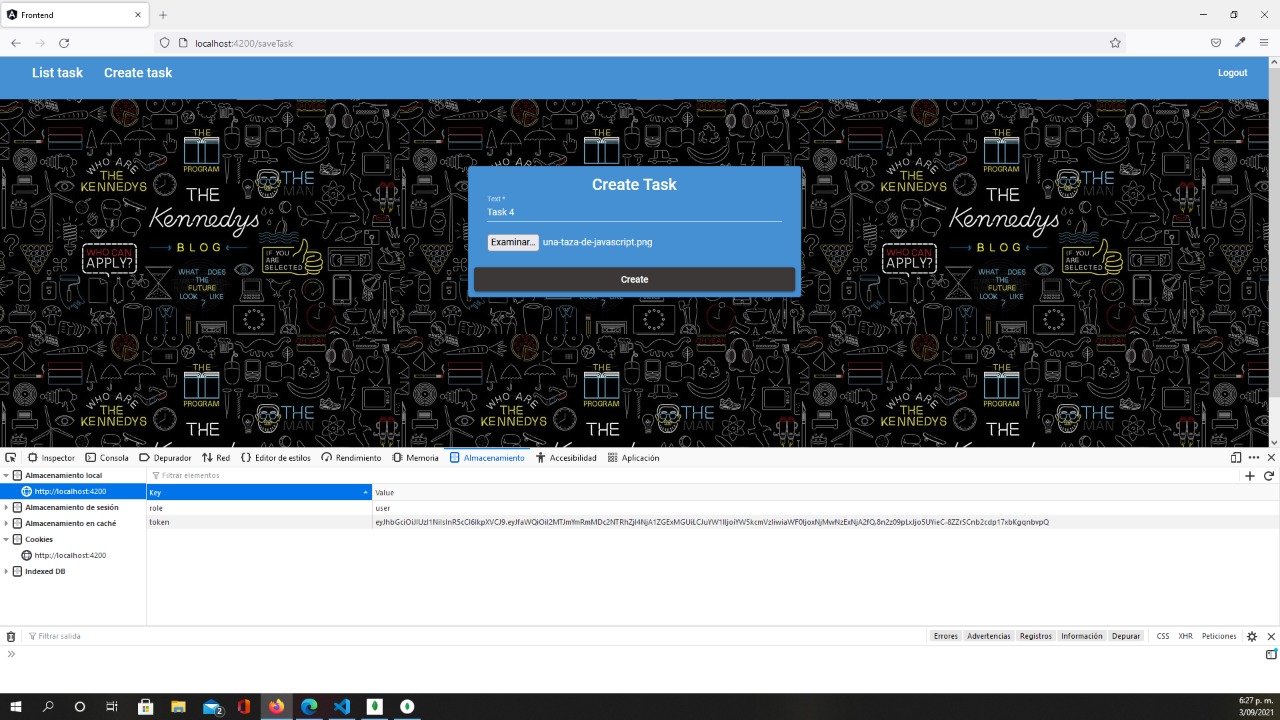 Frontend
localhost:4200/saveTask
List task
Create task
Logout
Create Task
Text *
Task 4
Examinar...
una-taza-de-javascript.png
Create
THE
PROGRAM
WHO ARE
THE
KENNEDYS
THE
MAN
THE
Kennedys
BLOG
WHO CAN
APPLY?
IF YOU
ARE
SELECTED
WHAT DOES
THE
FUTURE
LOOK LIKE
?
Inspector
Consola
Depurador
Red
Editor de estilos
Rendimiento
Memoria
Almacenamiento
Accesibilidad
Aplicación
Almacenamiento local
http://localhost:4200
Almacenamiento de sesión
Almacenamiento en caché
Cookies
http://localhost:4200
Indexed DB
Filtrar elementos
Key
Value
role
user
token
Filtrar salida
Errores
Advertencias
Registros
Información
Depurar
CSS
XHR
Peticiones
2
6:27 p. m.
3/09/2021